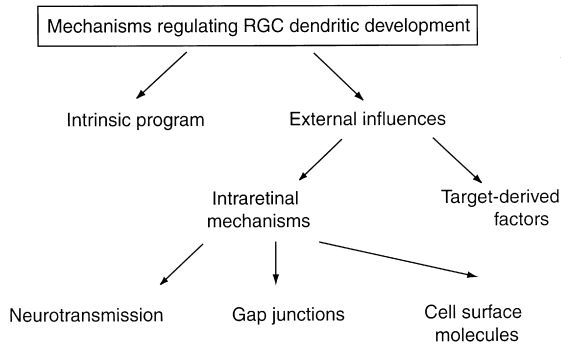 Mechanisms regulating RGC dendritic development
Intrinsic program
External influences
Intraretinal
mechanisms
Target-derived
factors
Neurotransmission
Gap junctions
Cell surface
molecules